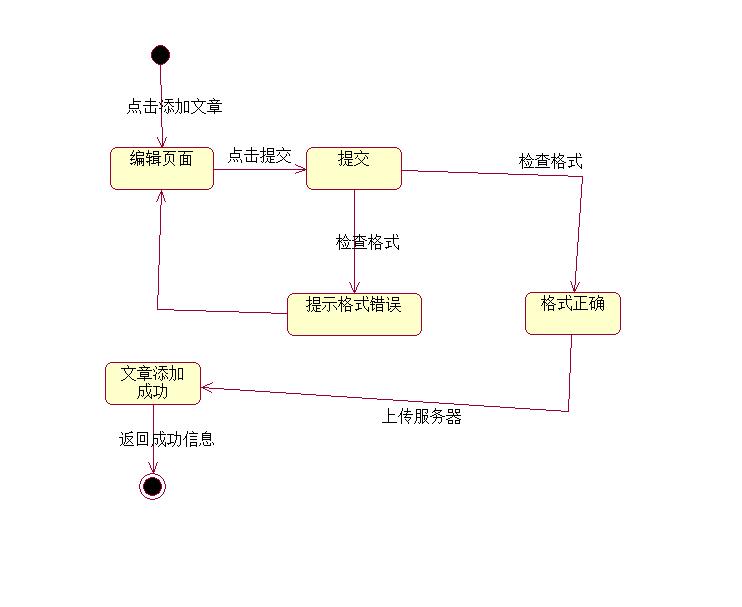 点击添加文章
编辑页面
点击提交
提交
检查格式
检查格式
提示格式错误
格式正确
文章添加
成功
上传服务器
返回成功信息